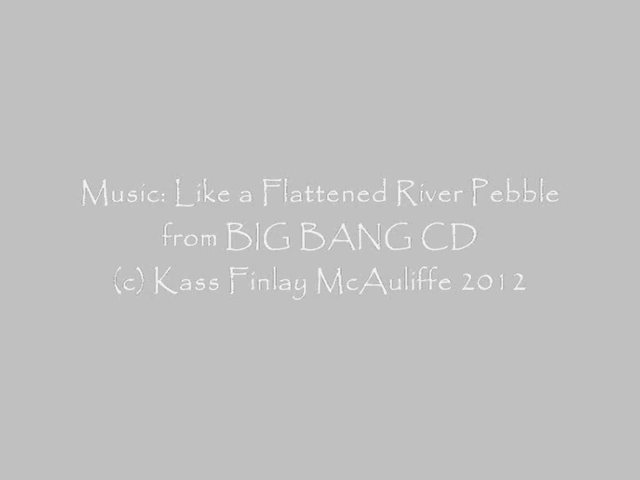 Music: Like a Flattened River Pebble
from BIG BANG CD
(c) Kass Finlay McAuliffe 2012